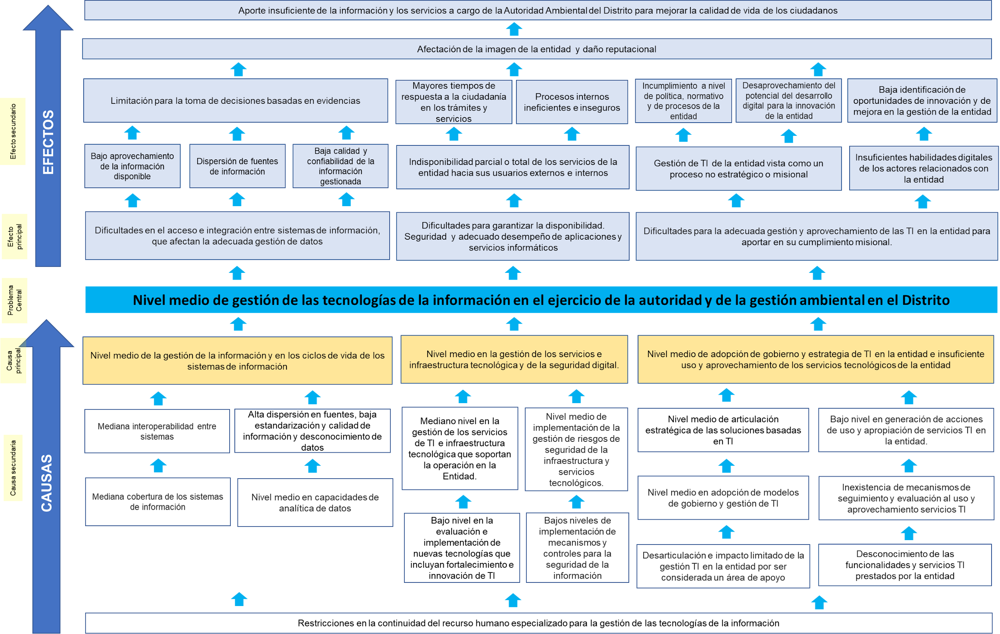 Aporte insuficiente de la información y los servicios a cargo de la Autoridad Ambiental del Distrito para mejorar la calidad de vida de los ciudadanos
Afectación de la imagen de la entidad y daño reputacional
Efecto secundario
EFECTOS
Limitación para la toma de decisiones basadas en evidencias
Mayores tiempos de
respuesta a la ciudadanía
en los trámites y
servicios
Procesos internos
ineficientes e inseguros
Incumplimiento a nivel
de política, normativo
y de procesos de la
entidad
Desaprovechamiento del
potencial del desarrollo
digital para la innovación
de la entidad
Baja identificación de
oportunidades de innovación y de
mejora en la gestión de la entidad
Bajo aprovechamiento
de la información
disponible
Dispersión de fuentes
de información
Baja calidad y
confiabilidad de la
información
gestionada
Indisponibilidad parcial o total de los servicios de la
entidad hacia sus usuarios externos e internos
Gestión de TI de la entidad vista como un
proceso no estratégico o misional
Insuficientes habilidades digitales
de los actores relacionados con
la entidad
Efecto
principal
Dificultades en el acceso e integración entre sistemas de información,
que afectan la adecuada gestión de datos
Dificultades para garantizar la disponibilidad.
Seguridad y adecuado desempeño de aplicaciones y
servicios informáticos
Dificultades para la adecuada gestión y aprovechamiento de las TI en la entidad para
aportar en su cumplimiento misional.
Problema
Central
Nivel medio de gestión de las tecnologías de la información en el ejercicio de la autoridad y de la gestión ambiental en el Distrito
Causa
principal
Nivel medio de la gestión de la información y en los ciclos de vida de los
sistemas de información
Nivel medio en la gestión de los servicios e
infraestructura tecnológica y de la seguridad digital.
Nivel medio de adopción de gobierno y estrategia de TI en la entidad e insuficiente
uso y aprovechamiento de los servicios tecnológicos de la entidad
Causa secundaria
CAUSAS
Mediana interoperabilidad entre
sistemas
Alta dispersión en fuentes, baja
estandarización y calidad de
información y desconocimiento de
datos
Mediano nivel en la
gestión de los servicios
de TI e infraestructura
tecnológica que soportan
la operación en la
Entidad.
Nivel medio de
implementación de la
gestión de riesgos de
seguridad de la
infraestructura y
servicios
tecnológicos.
Nivel medio de articulación
estratégica de las soluciones basadas
en TI
Bajo nivel en generación de acciones
de uso y apropiación de servicios TI en
la entidad.
Mediana cobertura de los sistemas
de información
Nivel medio en capacidades de
analítica de datos
Bajo nivel en la
evaluación e
implementación de
nuevas tecnologías que
incluyan fortalecimiento e
innovación de TI
Bajos niveles de
implementación de
mecanismos y
controles para la
seguridad de la
información
Nivel medio en adopción de modelos
de gobierno y gestión de TI
Inexistencia de mecanismos de
seguimiento y evaluación al uso y
aprovechamiento servicios TI
Desarticulación e impacto limitado de la
gestión TI en la entidad por ser
considerada un área de apoyo
Desconocimiento de las
funcionalidades y servicios TI
prestados por la entidad
Restricciones en la continuidad del recurso humano especializado para la gestión de las tecnologías de la información